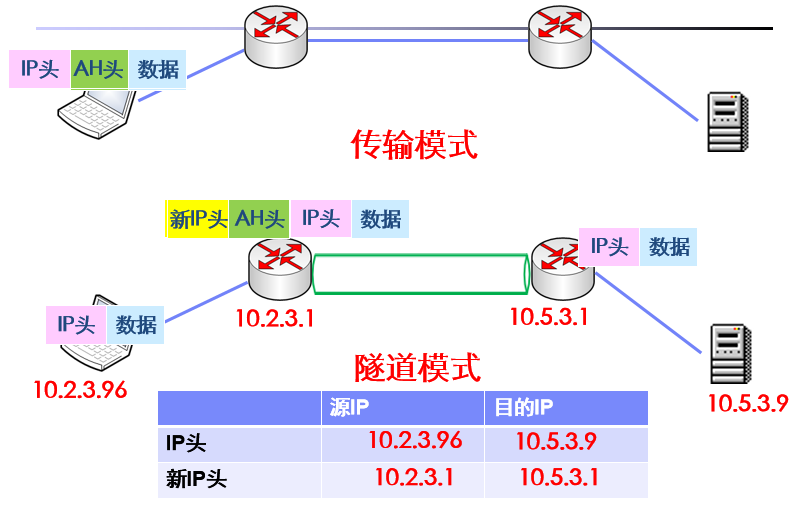 IP头 AH头 数据
传输模式
新IP头 AH头 IP头 数据
IP头 数据
IP头 数据
10.2.3.1
10.5.3.1
10.2.3.96
隧道模式
10.5.3.9
源IP 目的IP
IP头 10.2.3.96 10.5.3.9
新IP头 10.2.3.1 10.5.3.1